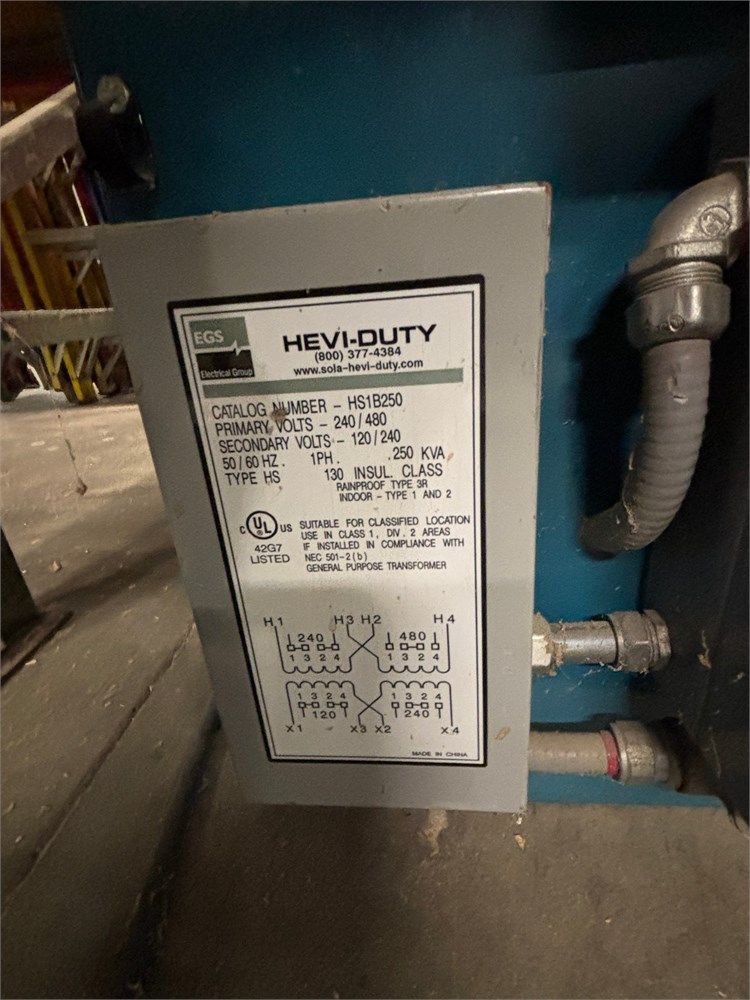 EGS
Electrical Group
HEVI-DUTY
(800) 377-4384
www.sola-hevi-duty.com
CATALOG NUMBER - HS1B250
PRIMARY VOLTS - 240/480
SECONDARY VOLTS - 120/240
50/60 HZ. 1PH. .250 KVA
TYPE HS 130 INSUL. CLASS
RAINPROOF TYPE 3R
INDOOR - TYPE 1 AND 2
C UL US
42G7
LISTED
SUITABLE FOR CLASSIFIED LOCATION
USE IN CLASS 1, DIV. 2 AREAS
IF INSTALLED IN COMPLIANCE WITH
NEC 501-2(b)
GENERAL PURPOSE TRANSFORMER
H1 H3 H2 H4
240 480
1 3 2 4 1 3 2 4
1 3 2 4 1 3 2 4
120 240
X1 X3 X2 X4
MADE IN CHINA